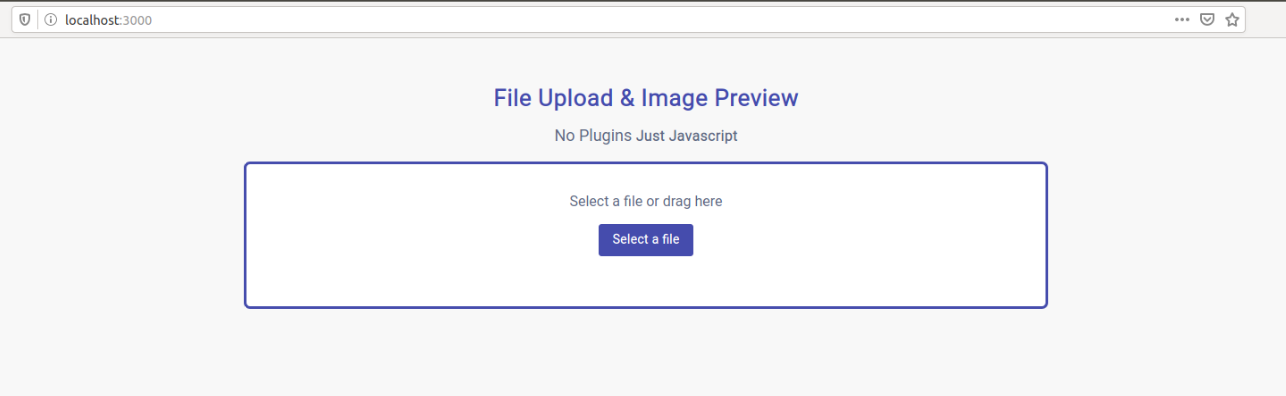 localhost:3000
File Upload & Image Preview
No Plugins Just Javascript
Select a file or drag here
Select a file